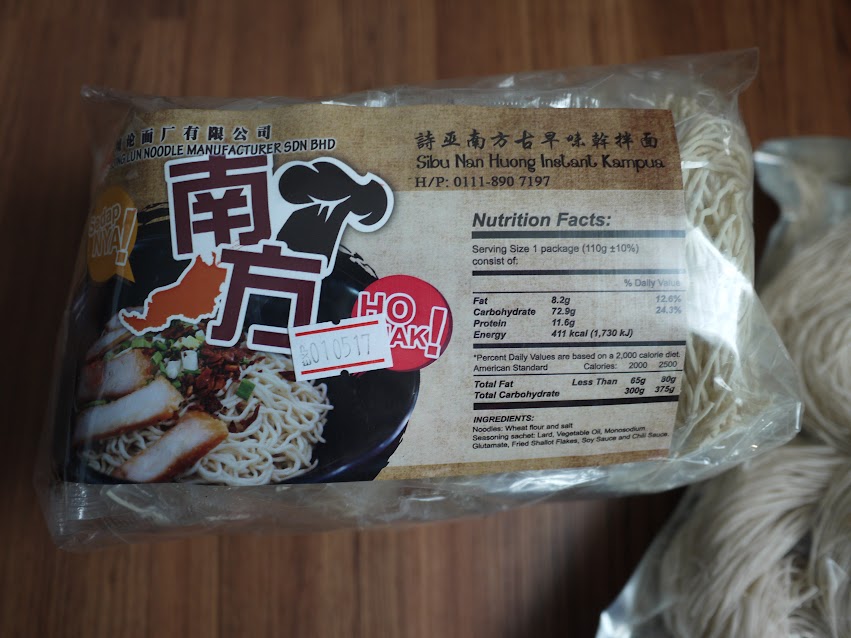 论面厂有限公司
LUN NOODLE MANUFACTURER SDN BHD
詩亚南方古早味幹拌面
Sibu Nan Huong Instant Kampua
H/P: 0111-890 7197
南
方
NYA!
HO
AK!
010517
Nutrition Facts:
Serving Size 1 package (110g ±10%)
consist of:
% Daily Value
Fat 8.2g 12.6%
Carbohydrate 72.9g 24.3%
Protein 11.6g
Energy 411 kcal (1,730 kJ)
*Percent Daily Values are based on a 2,000 calorie diet.
American Standard Calories: 2000 2500
Total Fat Less Than 65g 80g
Total Carbohydrate 300g 375g
INGREDIENTS:
Noodles: Wheat flour and salt
Seasoning sachet: Lard, Vegetable Oil, Monosodium
Glutamate, Fried Shallot Flakes, Soy Sauce and Chili Sauce.